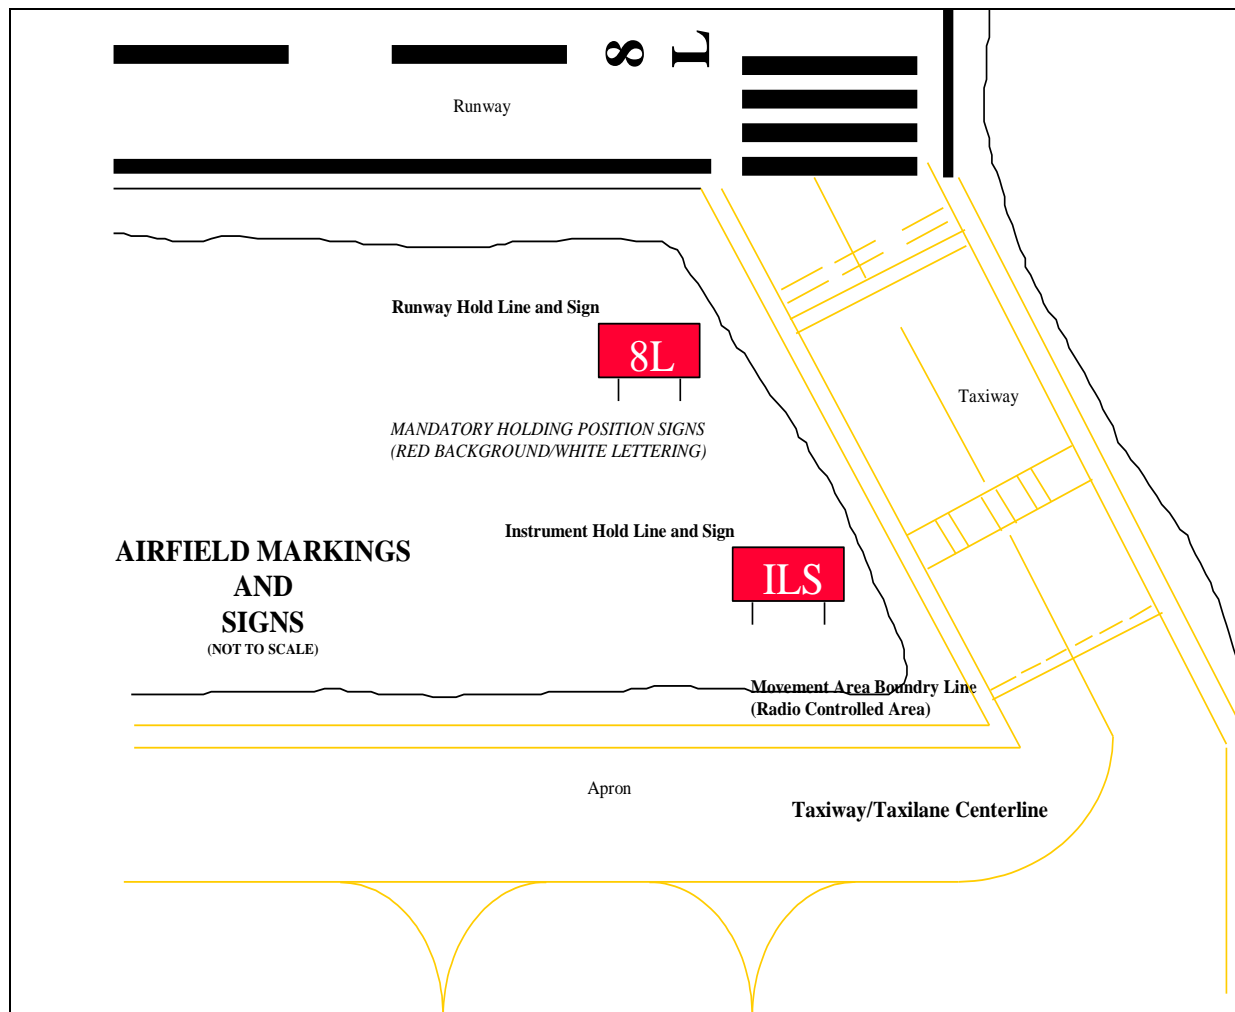 8 L
Runway
Runway Hold Line and Sign
8L
MANDATORY HOLDING POSITION SIGNS
(RED BACKGROUND/WHITE LETTERING)
Taxiway
Instrument Hold Line and Sign
ILS
AIRFIELD MARKINGS
AND
SIGNS
(NOT TO SCALE)
Movement Area Boundry Line
(Radio Controlled Area)
Apron
Taxiway/Taxilane Centerline